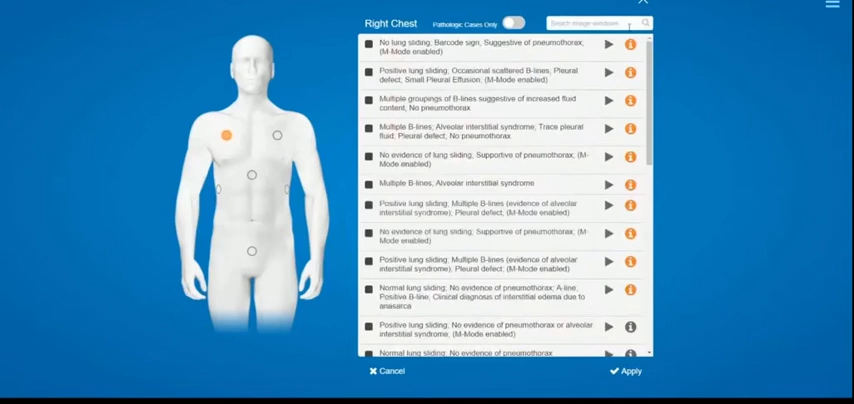 Right Chest
Pathologic Cases Only
Search image-windows...
No lung sliding; Barcode sign, Suggestive of pneumothorax;
(M-Mode enabled)
Positive lung sliding; Occasional scattered B-lines; Pleural
defect; Small Pleural Effusion; (M-Mode enabled)
Multiple groupings of B-lines suggestive of increased fluid
content; No pneumothorax
Multiple B-lines; Alveolar interstitial syndrome; Trace pleural
fluid; Pleural defect, No pneumothorax
No evidence of lung sliding; Supportive of pneumothorax; (M-
Mode enabled)
Multiple B-lines; Alveolar interstitial syndrome
Positive lung sliding; Multiple B-lines (evidence of alveolar
interstitial syndrome), Pleural defect; (M-Mode enabled)
No evidence of lung sliding; Supportive of pneumothorax; (M-
Mode enabled)
Positive lung sliding; Multiple B-lines (evidence of alveolar
interstitial syndrome), Pleural defect; (M-Mode enabled)
Normal lung sliding; No evidence of pneumothorax; A-line;
Positive B-line, Clinical diagnosis of interstitial edema due to
anasarca
Positive lung sliding; No evidence of pneumothorax or alveolar
interstitial syndrome; (M-Mode enabled)
Normal lung sliding; No evidence of pneumothorax
Cancel
Apply